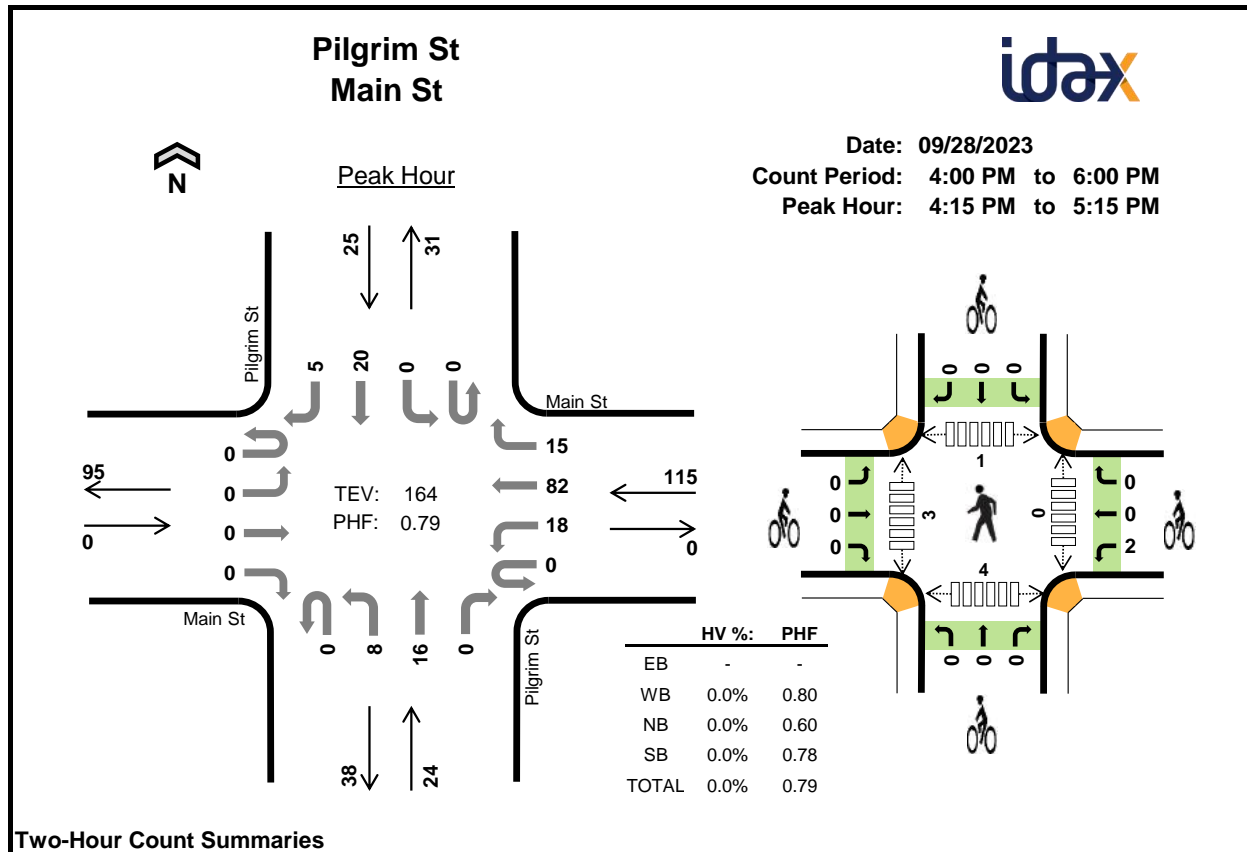 Pilgrim St
Main St
idax
N
Peak Hour
Date: 09/28/2023
Count Period: 4:00 PM to 6:00 PM
Peak Hour: 4:15 PM to 5:15 PM
25
31
Pilgrim St
5
20
0
0
Main St
0
0
0
0
95
0
TEV: 164
PHF: 0.79
15
82
18
0
115
0
Main St
0
8
16
0
Pilgrim St
38
24
HV %: PHF
EB - -
WB 0.0% 0.80
NB 0.0% 0.60
SB 0.0% 0.78
TOTAL 0.0% 0.79
0 0 0
1
0
0
0
3
0
0
0
2
4
0 0 0
Two-Hour Count Summaries